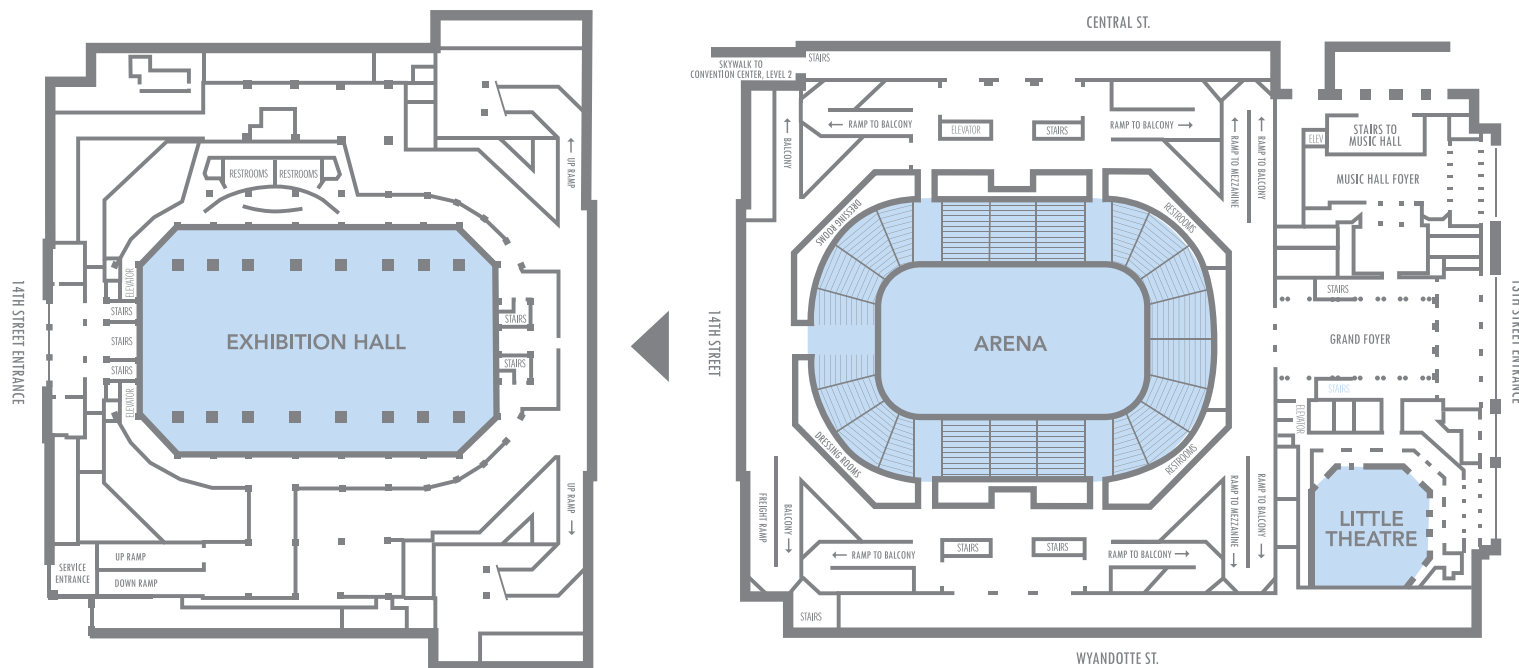 RESTROOMS
RESTROOMS
UP RAMP
14TH STREET ENTRANCE
ELEVATOR
STAIRS
STAIRS
STAIRS
ELEVATOR
EXHIBITION HALL
STAIRS
STAIRS
UP RAMP
UP RAMP
DOWN RAMP
SERVICE
ENTRANCE
CENTRAL ST.
SKYWALK TO
CONVENTION CENTER, LEVEL 2
STAIRS
BALCONY
RAMP TO BALCONY
ELEVATOR
STAIRS
RAMP TO BALCONY
RAMP TO MEZZANINE
RAMP TO BALCONY
ELEV
STAIRS TO
MUSIC HALL
MUSIC HALL FOYER
DRESSING ROOMS
RESTROOMS
14TH STREET
ARENA
STAIRS
GRAND FOYER
STAIRS
13TH STREET ENTRANCE
ELEVATOR
DRESSING ROOMS
RESTROOMS
FREIGHT RAMP
BALCONY
RAMP TO BALCONY
STAIRS
STAIRS
RAMP TO BALCONY
RAMP TO MEZZANINE
RAMP TO BALCONY
LITTLE
THEATRE
STAIRS
WYANDOTTE ST.